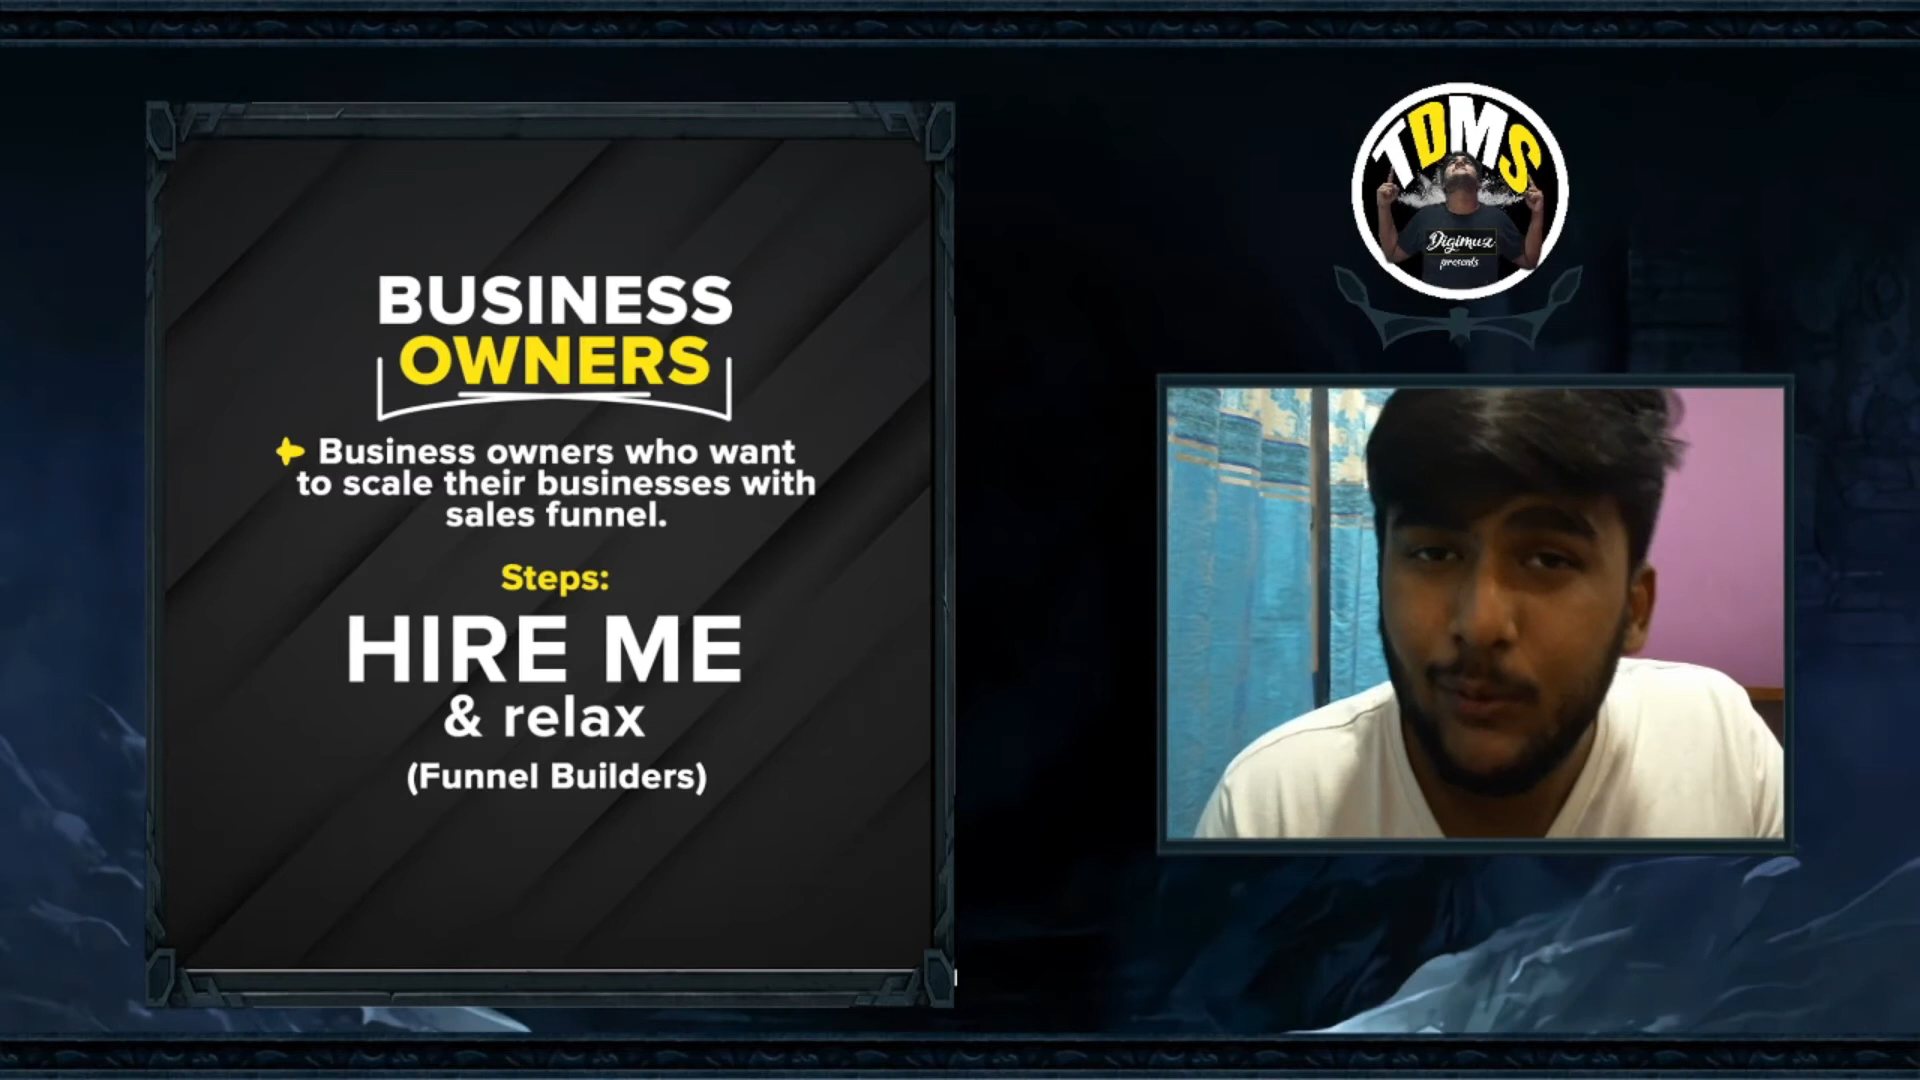 BUSINESS
OWNERS
Business owners who want
to scale their businesses with
sales funnel.
Steps:
HIRE ME
& relax
(Funnel Builders)
TDMS
Digimux
presents